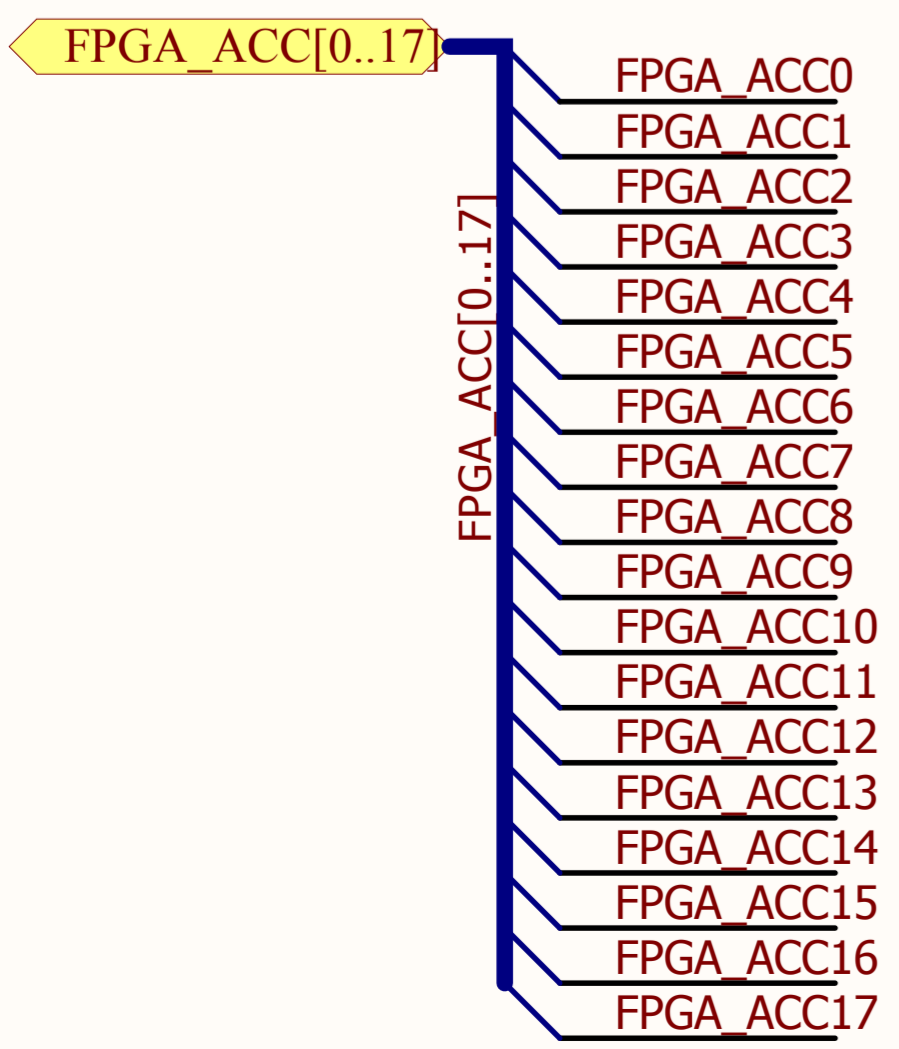 FPGA_ACC[0..17]
FPGA_ACC[0..17]
FPGA_ACC0
FPGA_ACC1
FPGA_ACC2
FPGA_ACC3
FPGA_ACC4
FPGA_ACC5
FPGA_ACC6
FPGA_ACC7
FPGA_ACC8
FPGA_ACC9
FPGA_ACC10
FPGA_ACC11
FPGA_ACC12
FPGA_ACC13
FPGA_ACC14
FPGA_ACC15
FPGA_ACC16
FPGA_ACC17